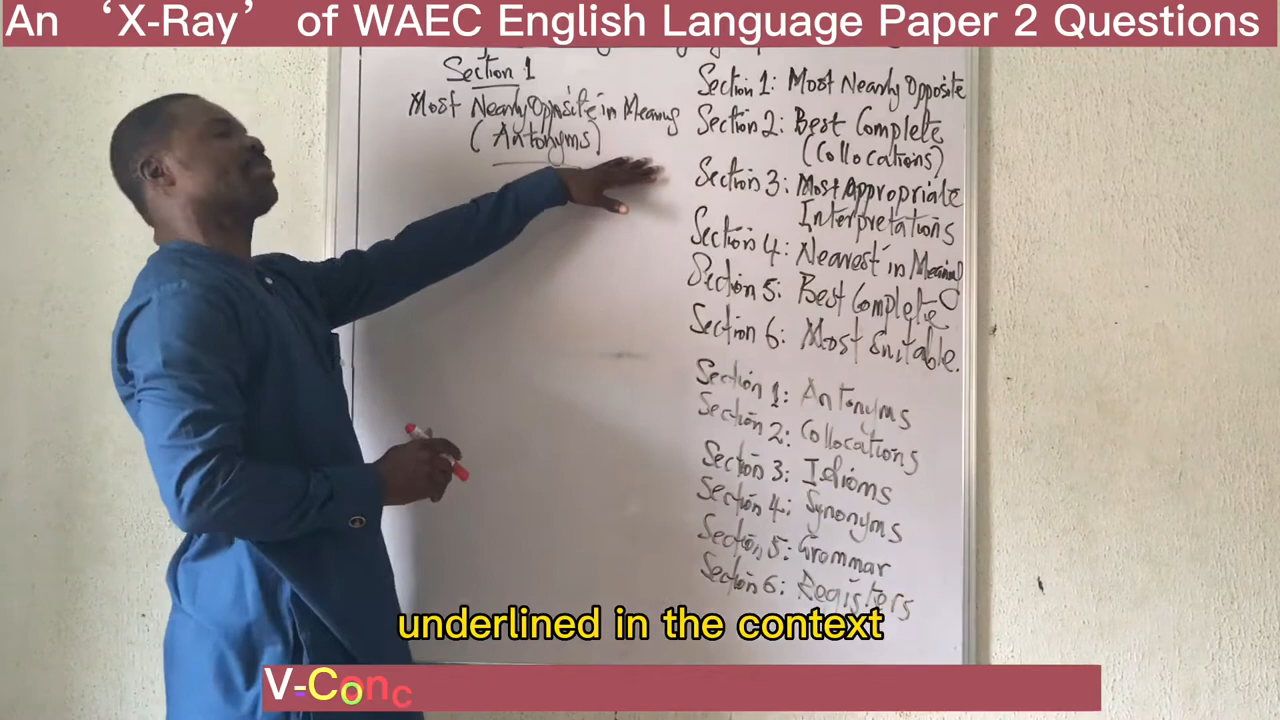 An ‘X-Ray’ of WAEC English Language Paper 2 Questions
Section 1
Most Nearly Opposite in Meaning
(Antonyms)
Section 1: Most Nearly Opposite
Section 2: Best Complete
(Collocations)
Section 3: Most Appropriate
Interpretations
Section 4: Nearest in Meaning
Section 5: Best Complete
Section 6: Most Suitable.
Section 1: Antonyms
Section 2: Collocations
Section 3: Idioms
Section 4: Synonyms
Section 5: Grammar
Section 6: Registers
underlined in the context
V-Conc